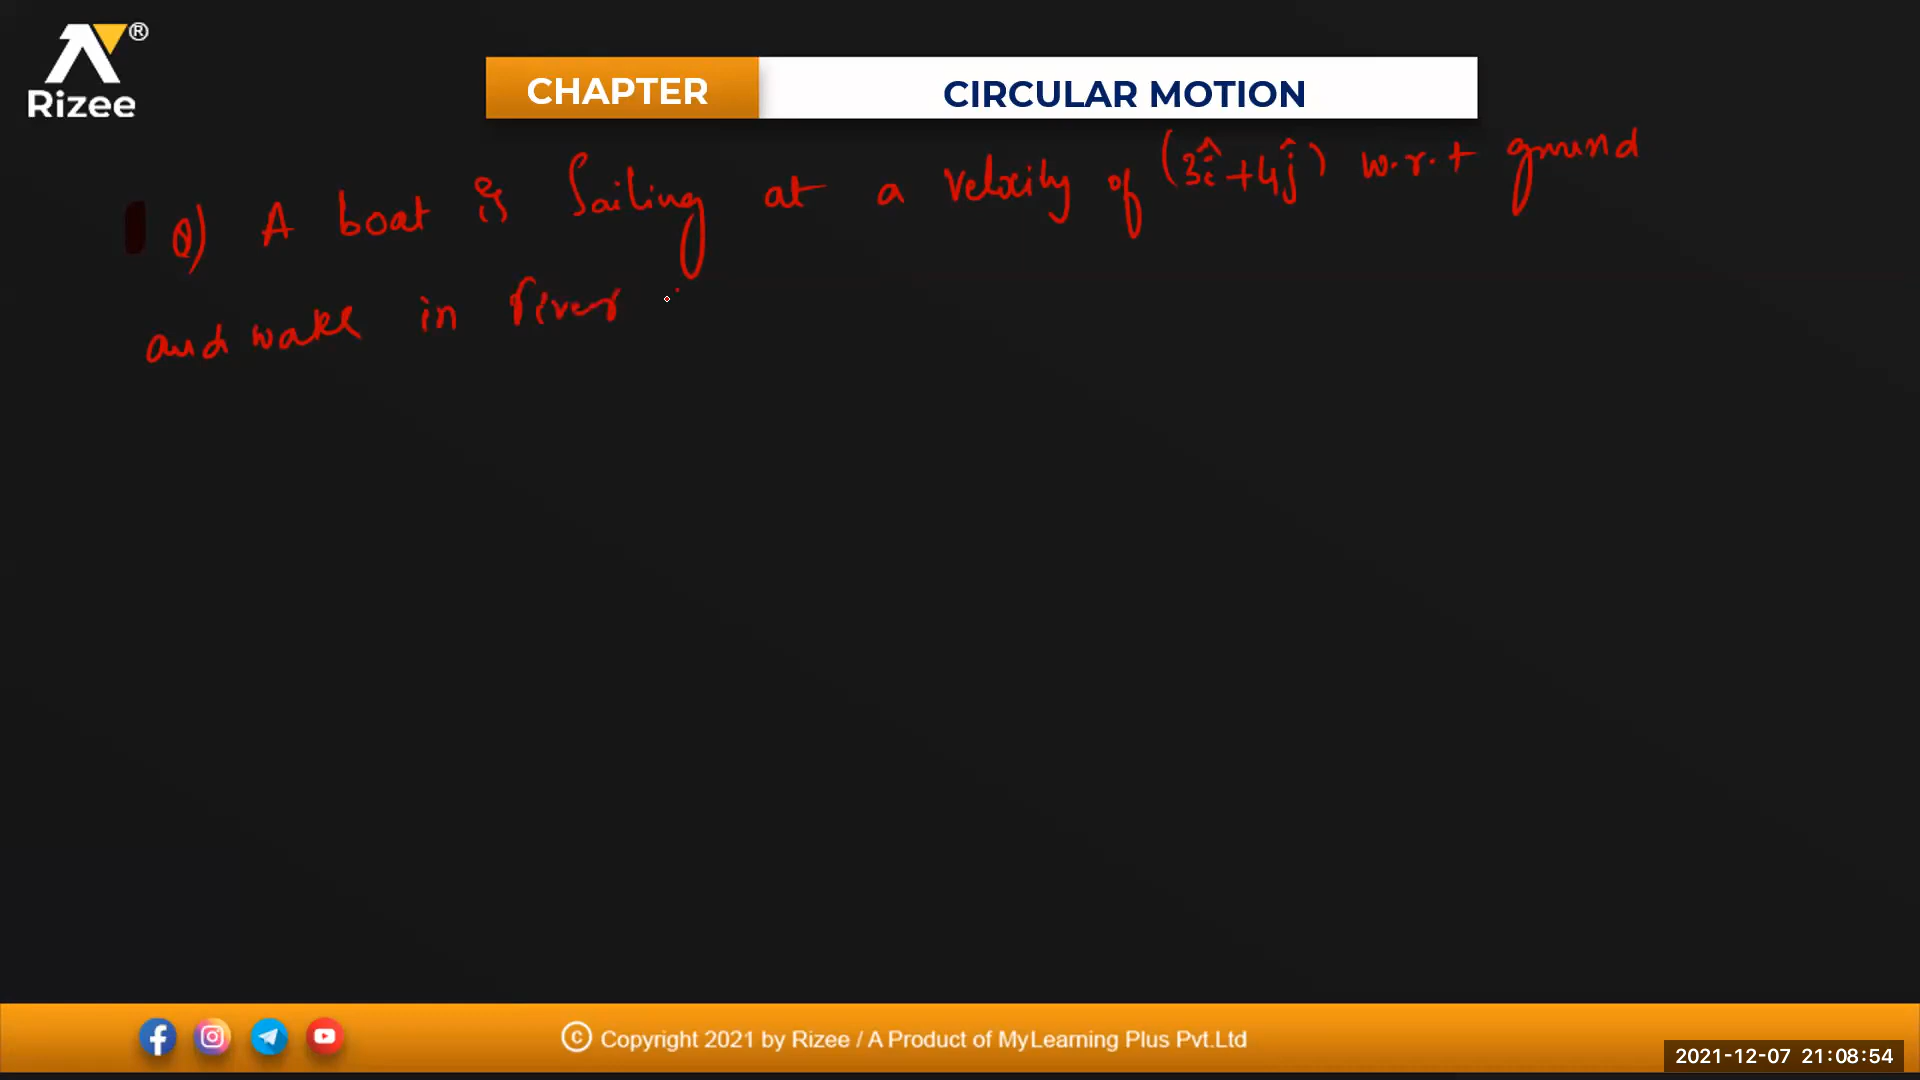 Rizee®
CHAPTER CIRCULAR MOTION
Q) A boat is Sailing at a velocity of (3î+4ĵ) w.r.t ground
and wake in river
© Copyright 2021 by Rizee / A Product of MyLearning Plus Pvt.Ltd
2021-12-07 21:08:54